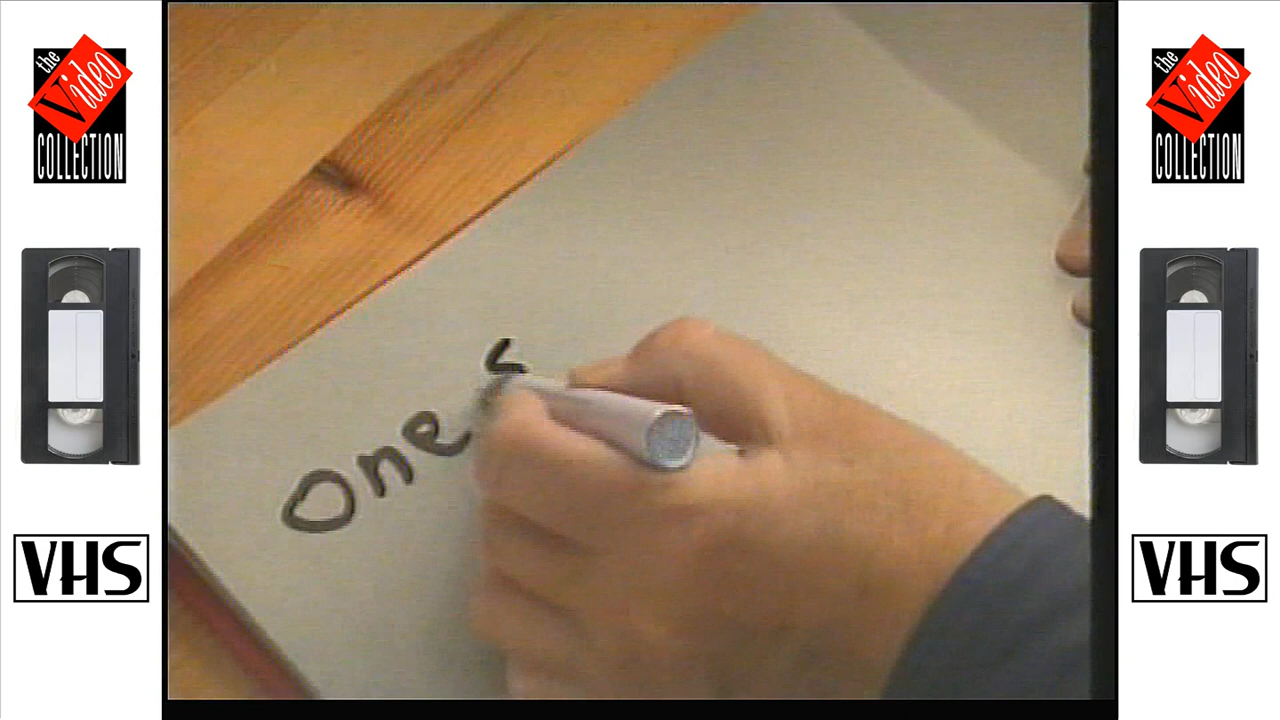 the
Video
COLLECTION
VHS
One
the
Video
COLLECTION
VHS